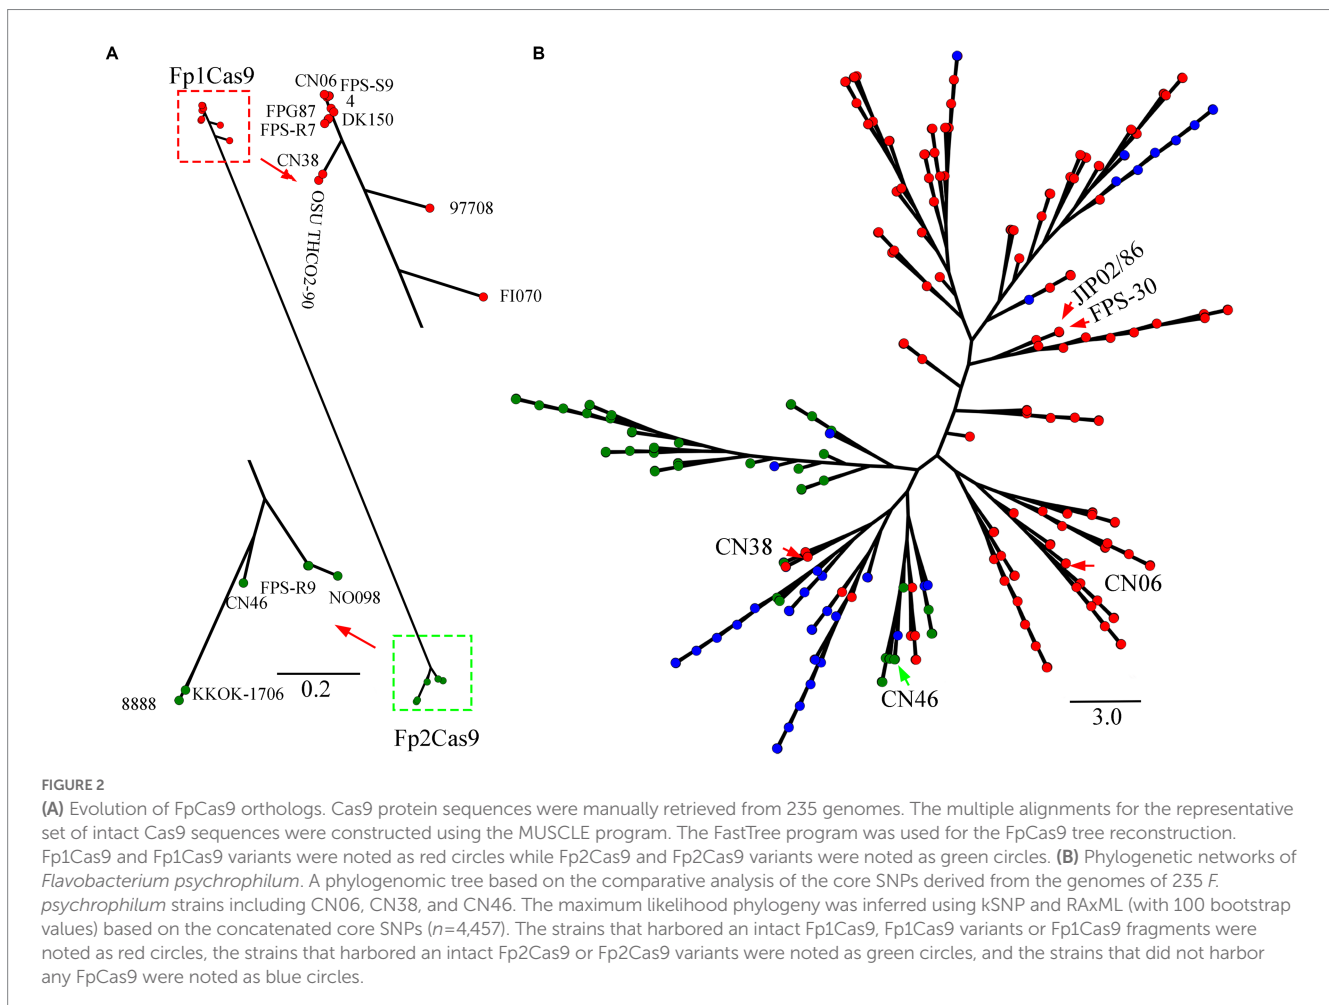 A
B
Fp1Cas9
CN06
FPS-S9
4
FPG87
DK150
FPS-R7
CN38
OSU THCO2-90
97708
FI070
JIP02/86
FPS-30
CN46
FPS-R9
NO098
8888
KKOK-1706
0.2
Fp2Cas9
CN38
CN06
CN46
3.0
FIGURE 2
(A) Evolution of FpCas9 orthologs. Cas9 protein sequences were manually retrieved from 235 genomes. The multiple alignments for the representative
set of intact Cas9 sequences were constructed using the MUSCLE program. The FastTree program was used for the FpCas9 tree reconstruction.
Fp1Cas9 and Fp1Cas9 variants were noted as red circles while Fp2Cas9 and Fp2Cas9 variants were noted as green circles. (B) Phylogenetic networks of
Flavobacterium psychrophilum. A phylogenomic tree based on the comparative analysis of the core SNPs derived from the genomes of 235 F.
psychrophilum strains including CN06, CN38, and CN46. The maximum likelihood phylogeny was inferred using kSNP and RAxML (with 100 bootstrap
values) based on the concatenated core SNPs (n=4,457). The strains that harbored an intact Fp1Cas9, Fp1Cas9 variants or Fp1Cas9 fragments were
noted as red circles, the strains that harbored an intact Fp2Cas9 or Fp2Cas9 variants were noted as green circles, and the strains that did not harbor
any FpCas9 were noted as blue circles.